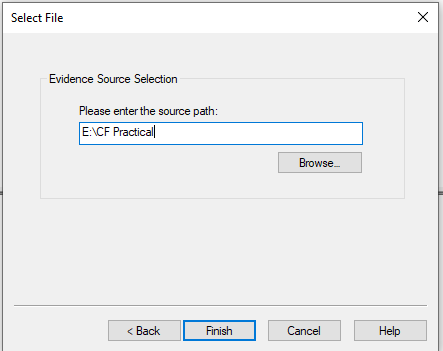 Select File
Evidence Source Selection
Please enter the source path:
E:\CF Practical
Browse...
< Back
Finish
Cancel
Help